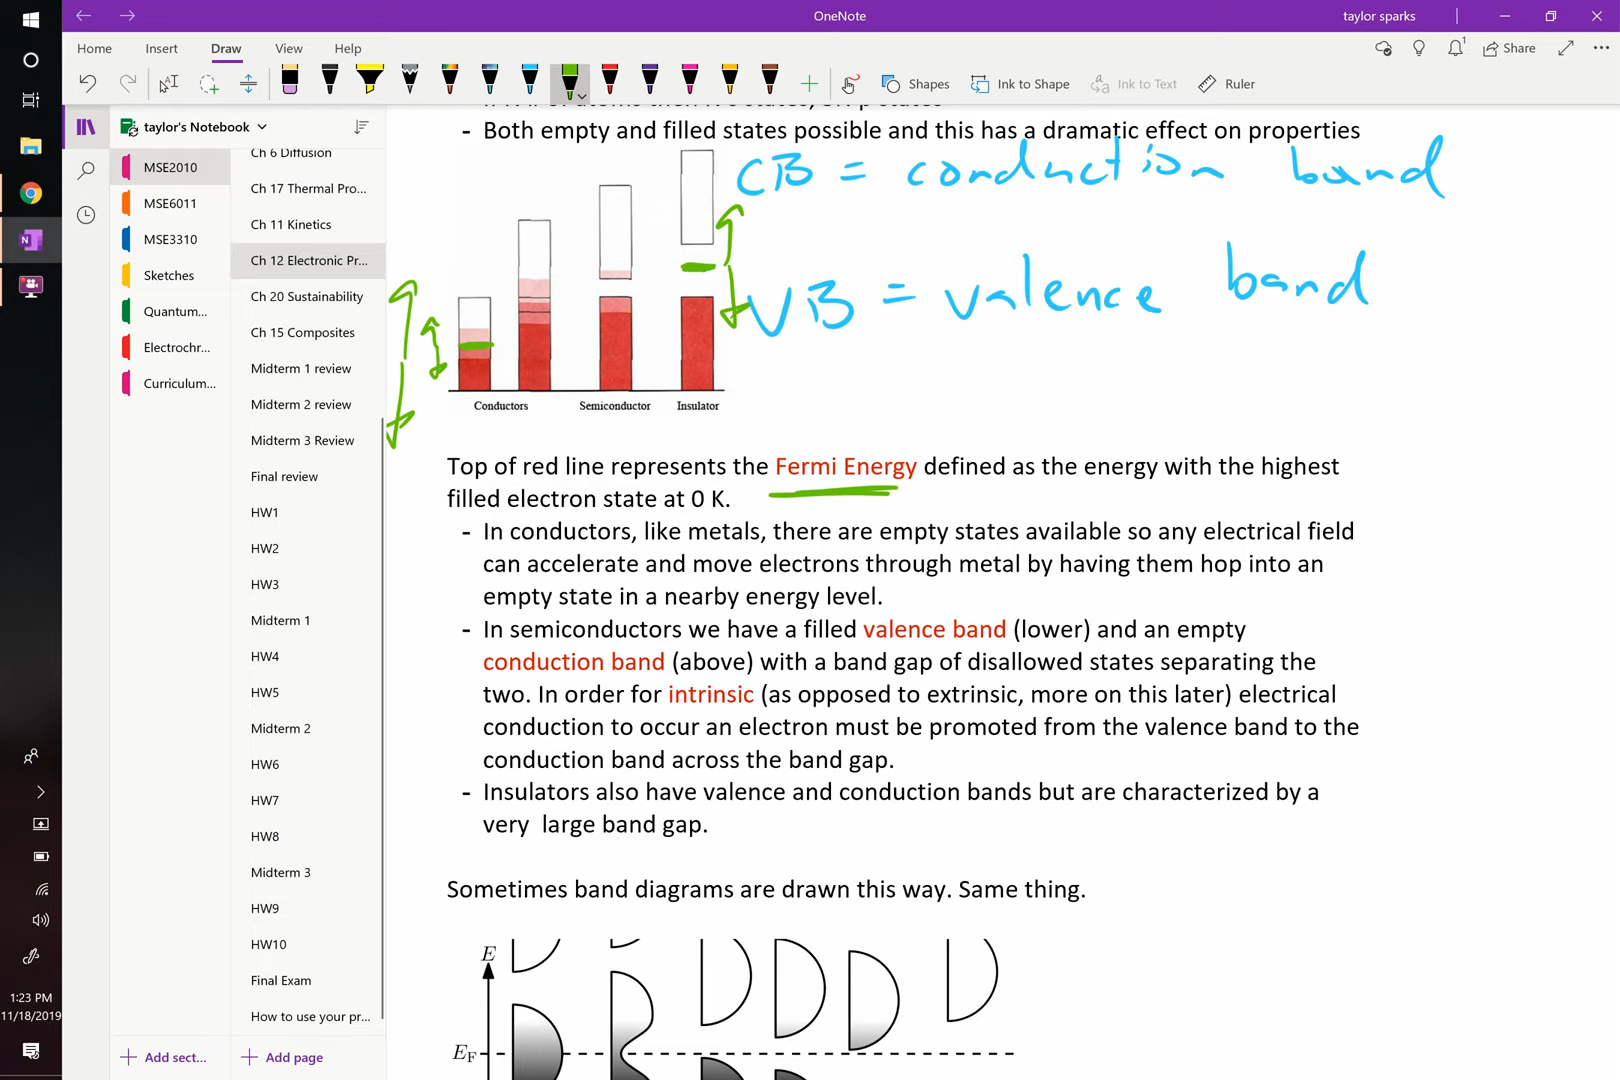 OneNote
taylor sparks
Home Insert Draw View Help
Share
Shapes Ink to Shape Ink to Text Ruler
taylor's Notebook
MSE2010
MSE6011
MSE3310
Sketches
Quantum...
Electrochr...
Curriculum...
Add sect...
Ch 6 Diffusion
Ch 17 Thermal Pro...
Ch 11 Kinetics
Ch 12 Electronic Pr...
Ch 20 Sustainability
Ch 15 Composites
Midterm 1 review
Midterm 2 review
Midterm 3 Review
Final review
HW1
HW2
HW3
Midterm 1
HW4
HW5
Midterm 2
HW6
HW7
HW8
Midterm 3
HW9
HW10
Final Exam
How to use your pr...
Add page
- Both empty and filled states possible and this has a dramatic effect on properties
CB = conduction band
VB = valence band
Conductors Semiconductor Insulator
Top of red line represents the Fermi Energy defined as the energy with the highest
filled electron state at 0 K.
- In conductors, like metals, there are empty states available so any electrical field
can accelerate and move electrons through metal by having them hop into an
empty state in a nearby energy level.
- In semiconductors we have a filled valence band (lower) and an empty
conduction band (above) with a band gap of disallowed states separating the
two. In order for intrinsic (as opposed to extrinsic, more on this later) electrical
conduction to occur an electron must be promoted from the valence band to the
conduction band across the band gap.
- Insulators also have valence and conduction bands but are characterized by a
very large band gap.
Sometimes band diagrams are drawn this way. Same thing.
E
EF
1:23 PM
11/18/2019